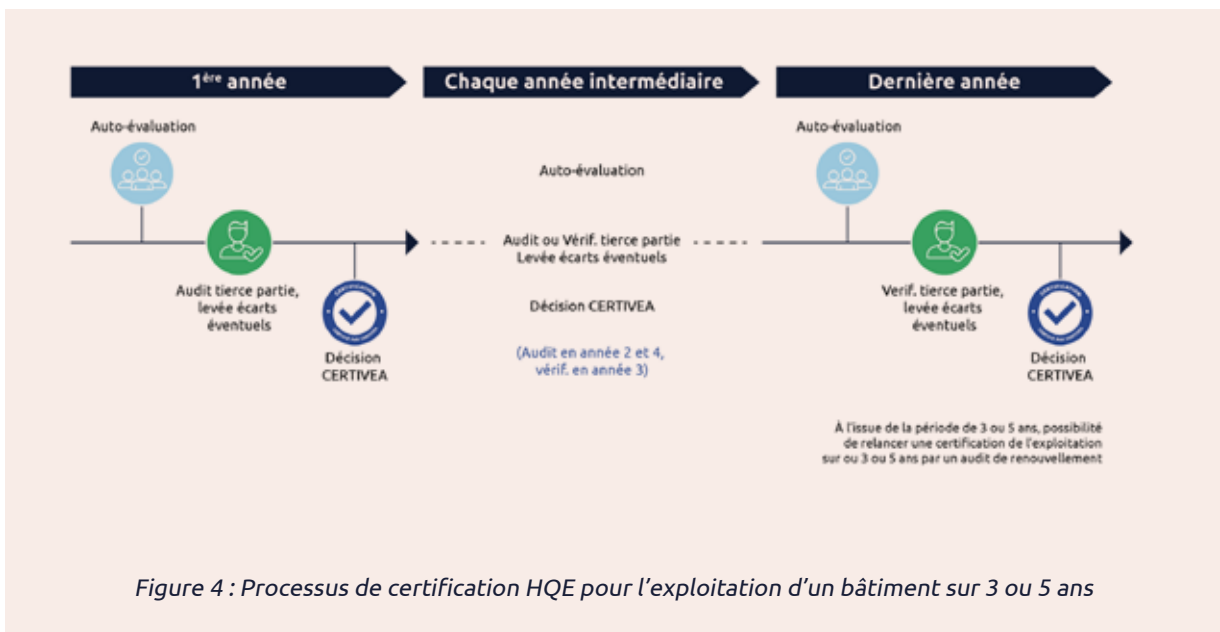 1ère année
Chaque année intermédiaire
Dernière année
Auto-évaluation
Audit tierce partie,
levée écarts
éventuels
Décision
CERTIVEA
Auto-évaluation
Audit ou Vérif. tierce partie
Levée écarts éventuels
Décision CERTIVEA
(Audit en année 2 et 4,
vérif. en année 3)
Auto-évaluation
Verif. tierce partie,
levée écarts
éventuels
Décision
CERTIVEA
À l'issue de la période de 3 ou 5 ans, possibilité
de relancer une certification de l'exploitation
sur ou 3 ou 5 ans par un audit de renouvellement
Figure 4 : Processus de certification HQE pour l'exploitation d'un bâtiment sur 3 ou 5 ans